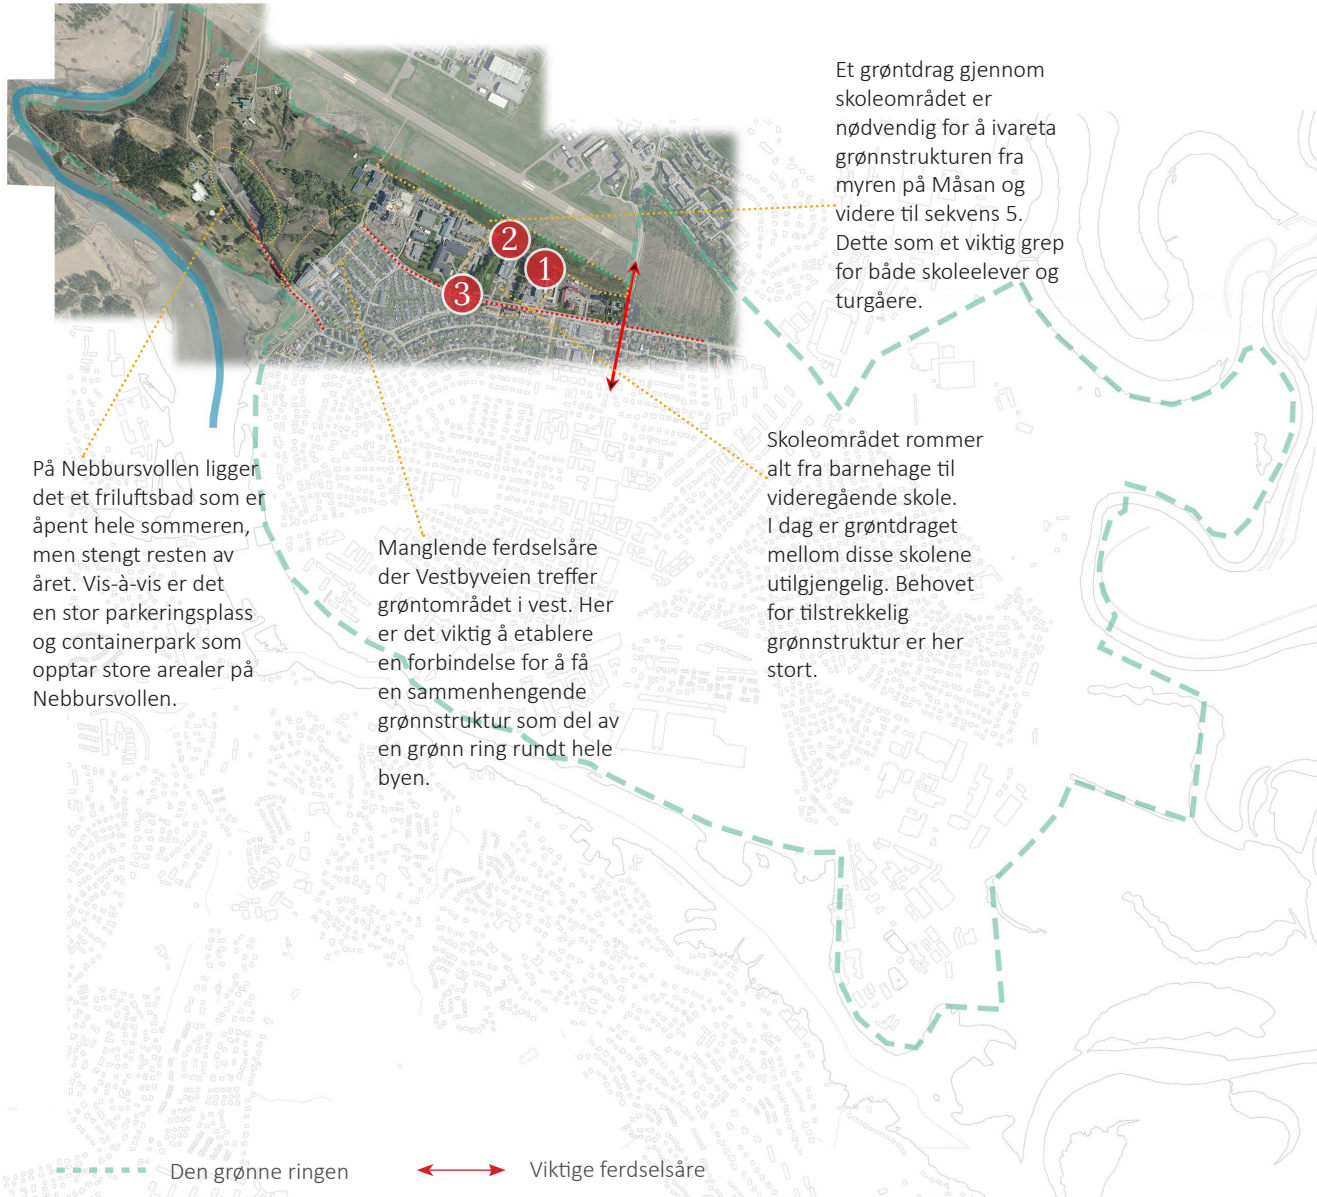 Et grøntdrag gjennom
skoleområdet er
nødvendig for å ivareta
grønnstrukturen fra
myren på Måsan og
videre til sekvens 5.
Dette som et viktig grep
for både skoleelever og
turgåere.
2
1
3
På Nebbursvollen ligger
det et friluftsbad som er
åpent hele sommeren,
men stengt resten av
året. Vis-à-vis er det
en stor parkeringsplass
og containerpark som
opptar store arealer på
Nebbursvollen.
Manglende ferdselsåre
der Vestbyveien treffer
grøntområdet i vest. Her
er det viktig å etablere
en forbindelse for å få
en sammenhengende
grønnstruktur som del av
en grønn ring rundt hele
byen.
Skoleområdet rommer
alt fra barnehage til
videregående skole.
I dag er grøntdraget
mellom disse skolene
utilgjengelig. Behovet
for tilstrekkelig
grønnstruktur er her
stort.
Den grønne ringen
Viktige ferdselsåre